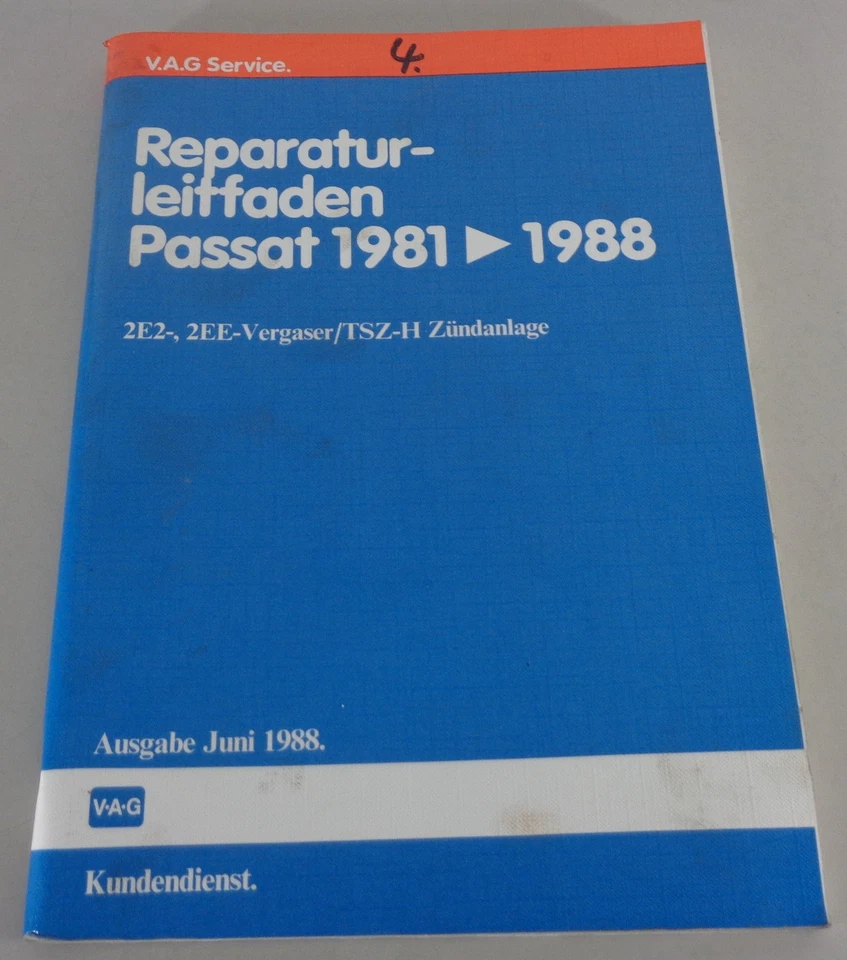 V.A.G Service.
4.
Reparatur-
leitfaden
Passat 1981 ▶ 1988
2E2-, 2EE-Vergaser/TSZ-H Zündanlage
Ausgabe Juni 1988.
V·A·G
Kundendienst.